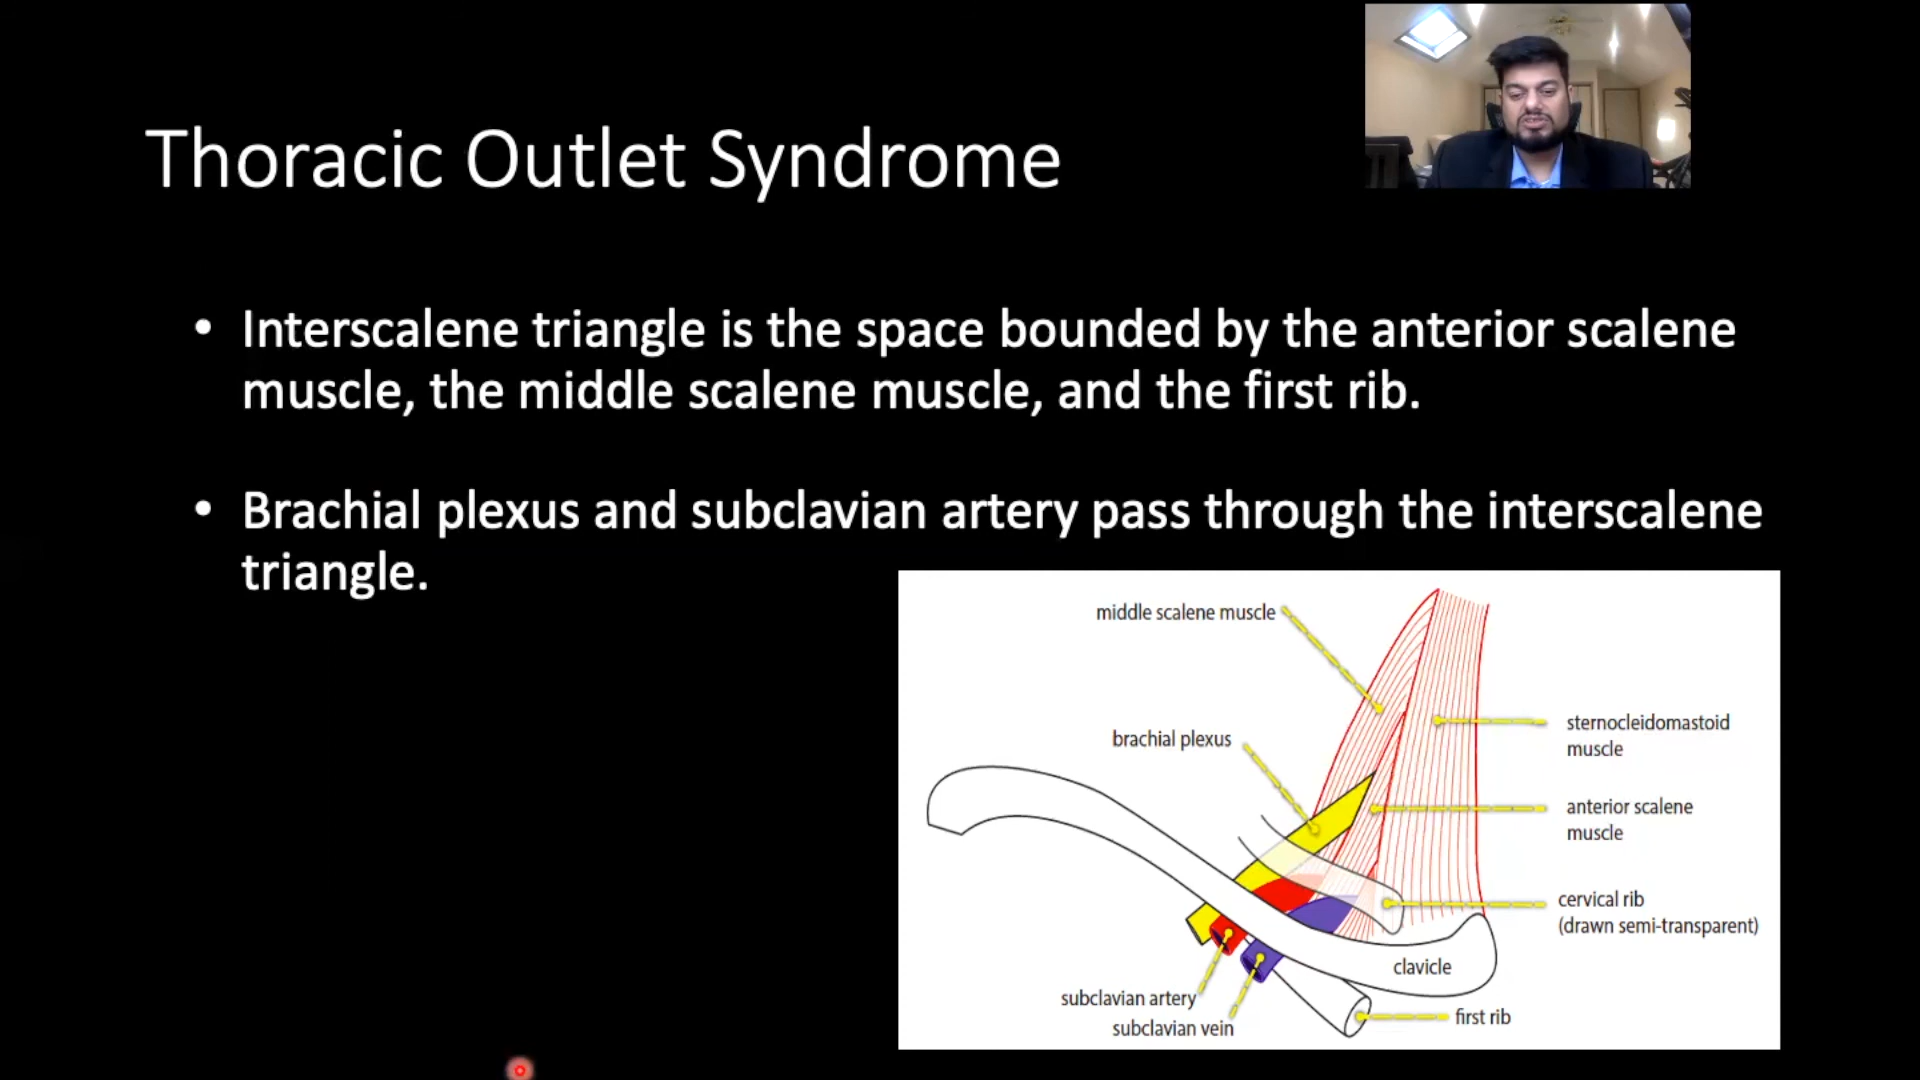 Thoracic Outlet Syndrome
• Interscalene triangle is the space bounded by the anterior scalene
muscle, the middle scalene muscle, and the first rib.
• Brachial plexus and subclavian artery pass through the interscalene
triangle.
middle scalene muscle
brachial plexus
sternocleidomastoid
muscle
anterior scalene
muscle
cervical rib
(drawn semi-transparent)
clavicle
subclavian artery
subclavian vein
first rib